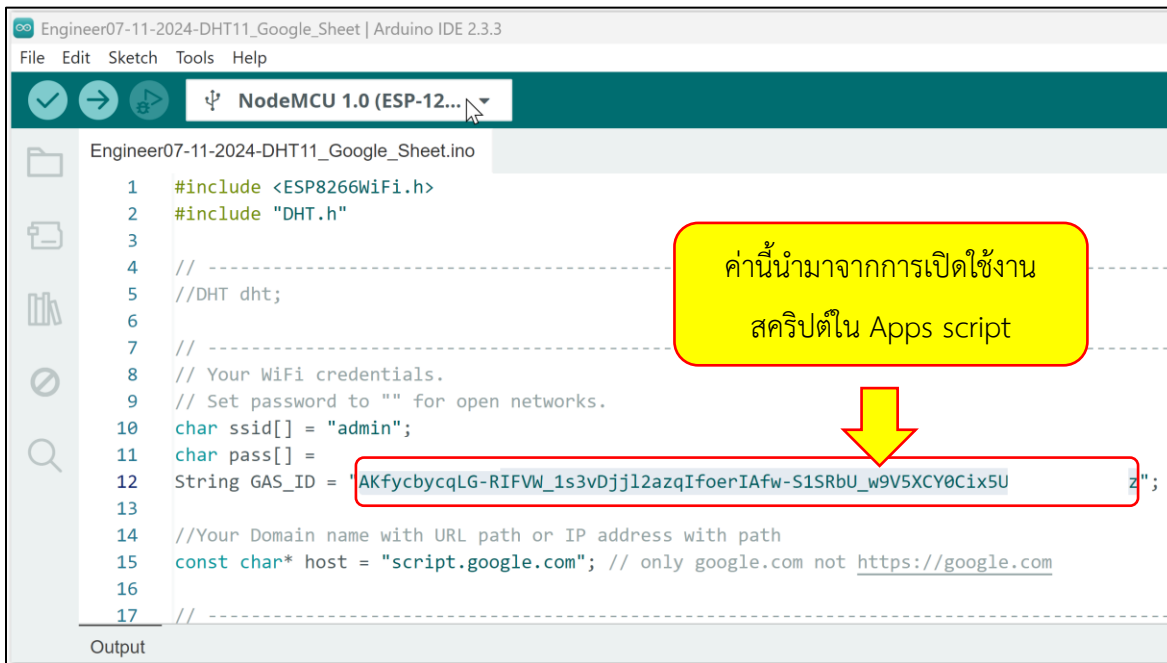 Engineer07-11-2024-DHT11_Google_Sheet | Arduino IDE 2.3.3
File Edit Sketch Tools Help
NodeMCU 1.0 (ESP-12...
Engineer07-11-2024-DHT11_Google_Sheet.ino
1 #include <ESP8266WiFi.h>
2 #include "DHT.h"
3
4 // ------------------------------------------------------------
5 //DHT dht;
6
7 // ------------------------------------------------------------
8 // Your WiFi credentials.
9 // Set password to "" for open networks.
10 char ssid[] = "admin";
11 char pass[] =
12 String GAS_ID = "AKfycbycqLG-RIFVW_1s3vDjjl2azqIfoerIAfw-S1SRbU_w9V5XCY0Cix5U z";
13
14 //Your Domain name with URL path or IP address with path
15 const char* host = "script.google.com"; // only google.com not https://google.com
16
17 // ------------------------------------------------------------
ค่านี้นำมาจากการเปิดใช้งาน
สคริปต์ใน Apps script
Output